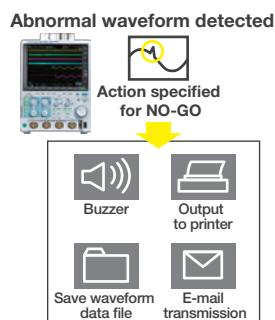 Abnormal waveform detected
Action specified
for NO-GO
Buzzer
Output
to printer
Save waveform
data file
E-mail
transmission